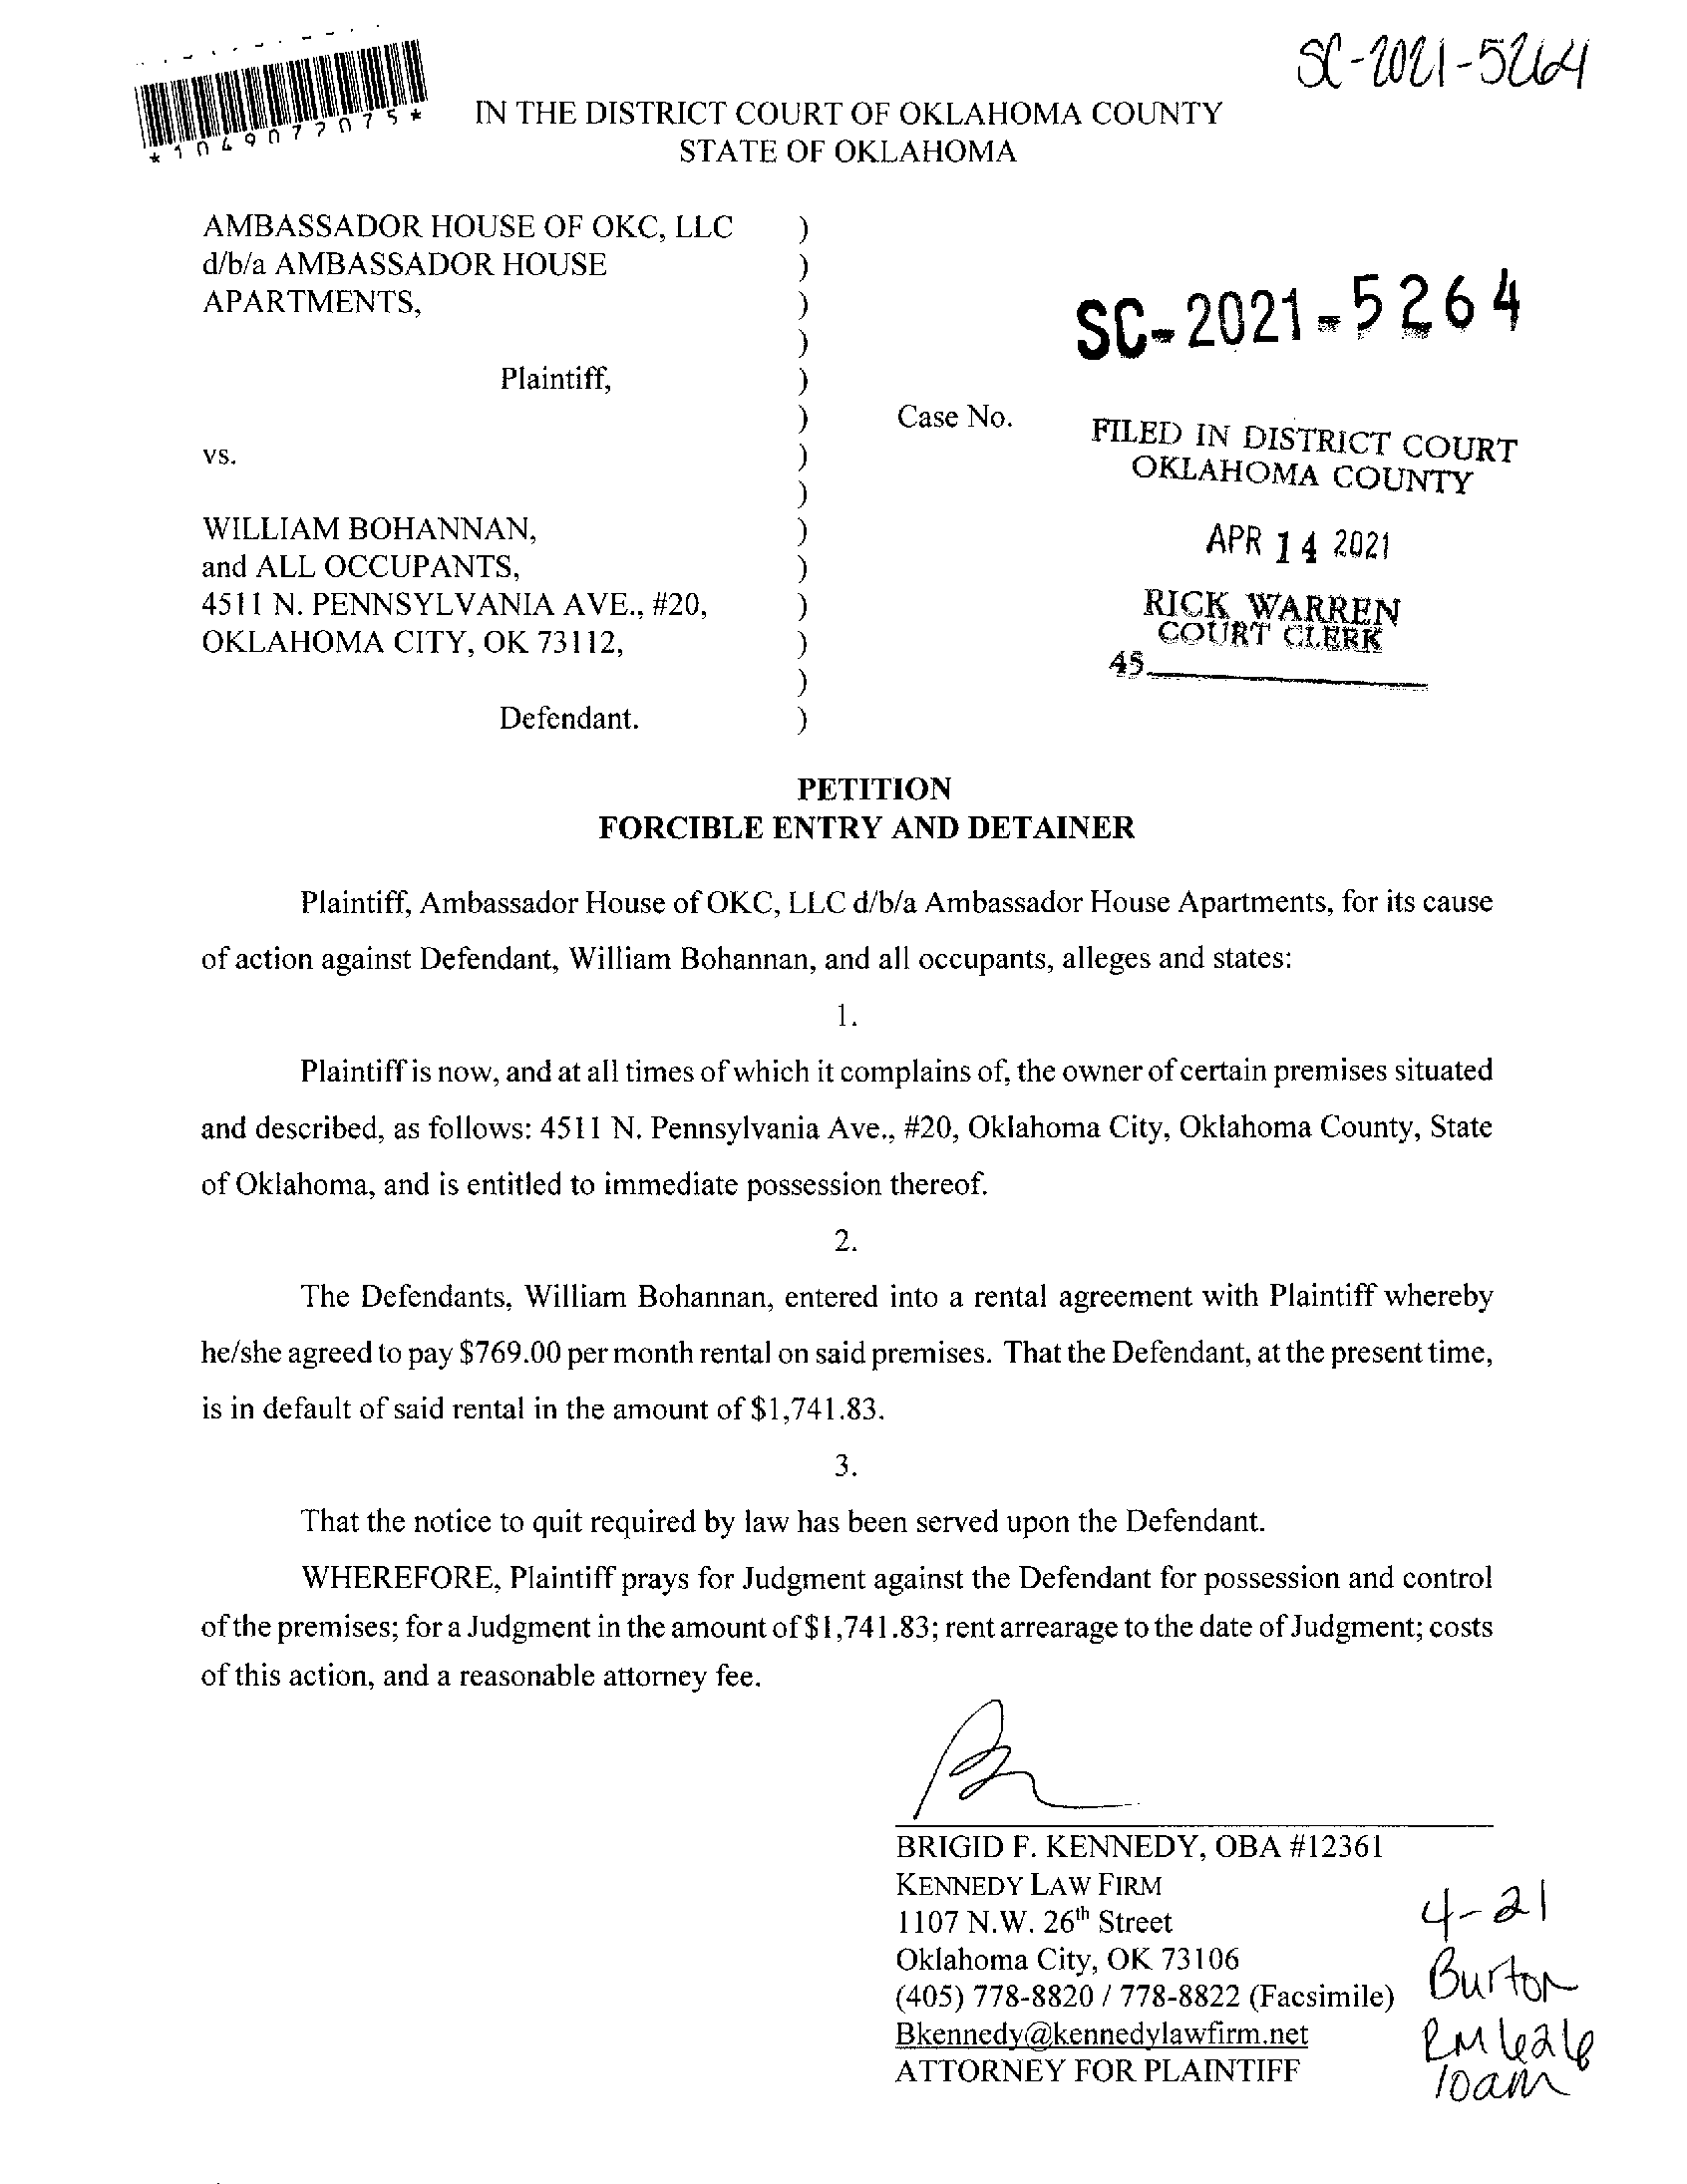 SC-2021-5264
*1049077075*
IN THE DISTRICT COURT OF OKLAHOMA COUNTY
STATE OF OKLAHOMA
AMBASSADOR HOUSE OF OKC, LLC )
d/b/a AMBASSADOR HOUSE )
APARTMENTS, )
)
SC-2021-5264
Plaintiff, )
) Case No.
FILED IN DISTRICT COURT
OKLAHOMA COUNTY
vs. )
)
WILLIAM BOHANNAN, )
APR 14 2021
and ALL OCCUPANTS, )
4511 N. PENNSYLVANIA AVE., #20, )
RICK WARREN
COURT CLERK
OKLAHOMA CITY, OK 73112, )
45
)
Defendant. )
PETITION
FORCIBLE ENTRY AND DETAINER
Plaintiff, Ambassador House of OKC, LLC d/b/a Ambassador House Apartments, for its cause
of action against Defendant, William Bohannan, and all occupants, alleges and states:
1.
Plaintiff is now, and at all times of which it complains of, the owner of certain premises situated
and described, as follows: 4511 N. Pennsylvania Ave., #20, Oklahoma City, Oklahoma County, State
of Oklahoma, and is entitled to immediate possession thereof.
2.
The Defendants, William Bohannan, entered into a rental agreement with Plaintiff whereby
he/she agreed to pay $769.00 per month rental on said premises. That the Defendant, at the present time,
is in default of said rental in the amount of $1,741.83.
3.
That the notice to quit required by law has been served upon the Defendant.
WHEREFORE, Plaintiff prays for Judgment against the Defendant for possession and control
of the premises; for a Judgment in the amount of $1,741.83; rent arrearage to the date of Judgment; costs
of this action, and a reasonable attorney fee.
BRIGID F. KENNEDY, OBA #12361
KENNEDY LAW FIRM
1107 N.W. 26th Street
Oklahoma City, OK 73106
(405) 778-8820 / 778-8822 (Facsimile)
Bkennedy@kennedylawfirm.net
ATTORNEY FOR PLAINTIFF
4-21
Burton
RM 626
10am